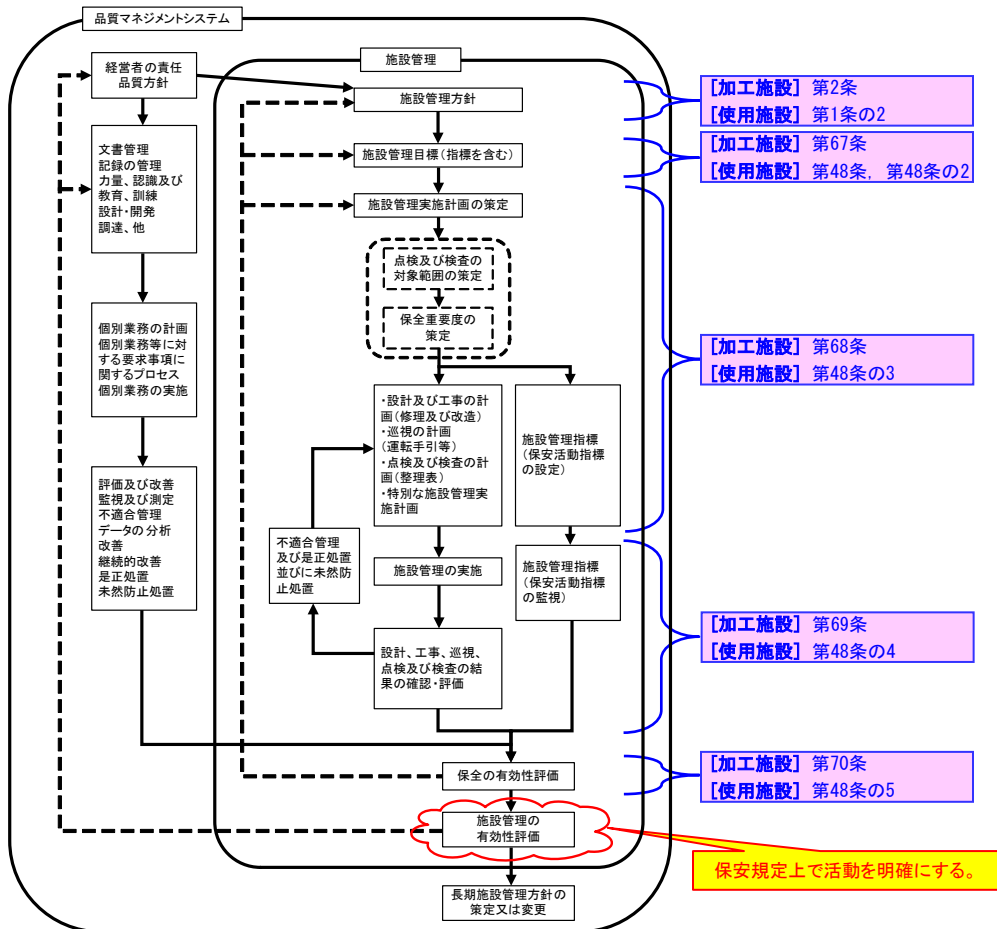 品質マネジメントシステム
経営者の責任
品質方針
文書管理
記録の管理
力量、認識及び
教育、訓練
設計・開発
調達、他
個別業務の計画
個別業務等に対
する要求事項に
関するプロセス
個別業務の実施
評価及び改善
監視及び測定
不適合管理
データの分析
改善
継続的改善
是正処置
未然防止処置
施設管理
施設管理方針
施設管理目標(指標を含む)
施設管理実施計画の策定
点検及び検査の
対象範囲の策定
保全重要度の
策定
・設計及び工事の計
画(修理及び改造)
・巡視の計画
(運転手引等)
・点検及び検査の計
画(整理表)
・特別な施設管理実
施計画
施設管理指標
(保安活動指標
の設定)
不適合管理
及び是正処置
並びに未然防
止処置
施設管理の実施
施設管理指標
(保安活動指標
の監視)
設計、工事、巡視、
点検及び検査の結
果の確認・評価
保全の有効性評価
施設管理の
有効性評価
長期施設管理方針の
策定又は変更
[加工施設] 第2条
[使用施設] 第1条の2
[加工施設] 第67条
[使用施設] 第48条, 第48条の2
[加工施設] 第68条
[使用施設] 第48条の3
[加工施設] 第69条
[使用施設] 第48条の4
[加工施設] 第70条
[使用施設] 第48条の5
保安規定上で活動を明確にする。